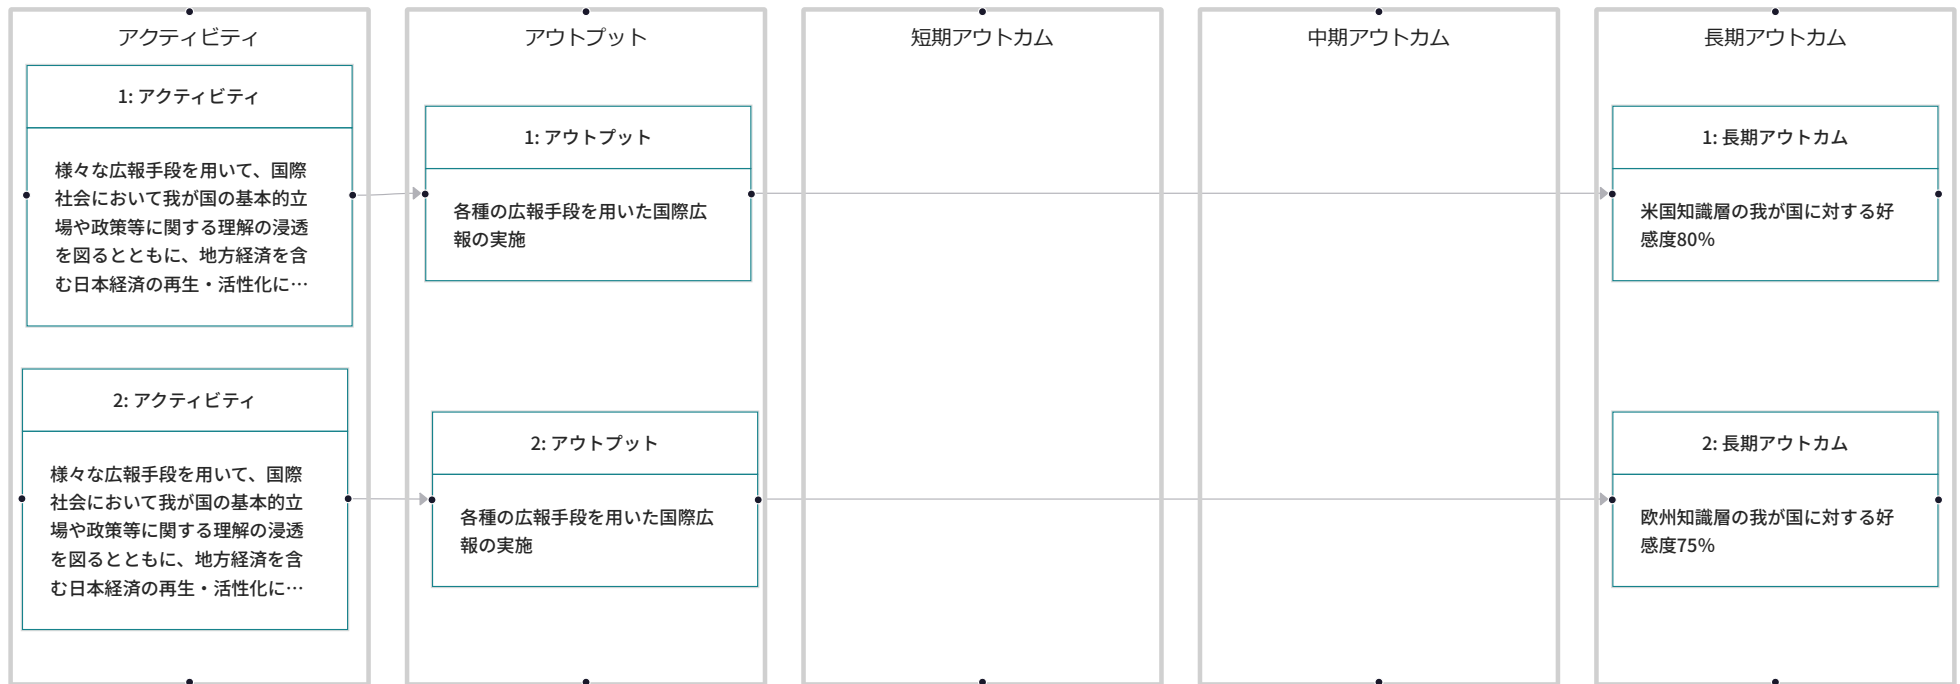 アクティビティ
アウトプット
短期アウトカム
中期アウトカム
長期アウトカム
1: アクティビティ
様々な広報手段を用いて、国際
社会において我が国の基本的立
場や政策等に関する理解の浸透
を図るとともに、地方経済を含
む日本経済の再生・活性化に…
1: アウトプット
各種の広報手段を用いた国際広
報の実施
1: 長期アウトカム
米国知識層の我が国に対する好
感度80%
2: アクティビティ
様々な広報手段を用いて、国際
社会において我が国の基本的立
場や政策等に関する理解の浸透
を図るとともに、地方経済を含
む日本経済の再生・活性化に…
2: アウトプット
各種の広報手段を用いた国際広
報の実施
2: 長期アウトカム
欧州知識層の我が国に対する好
感度75%